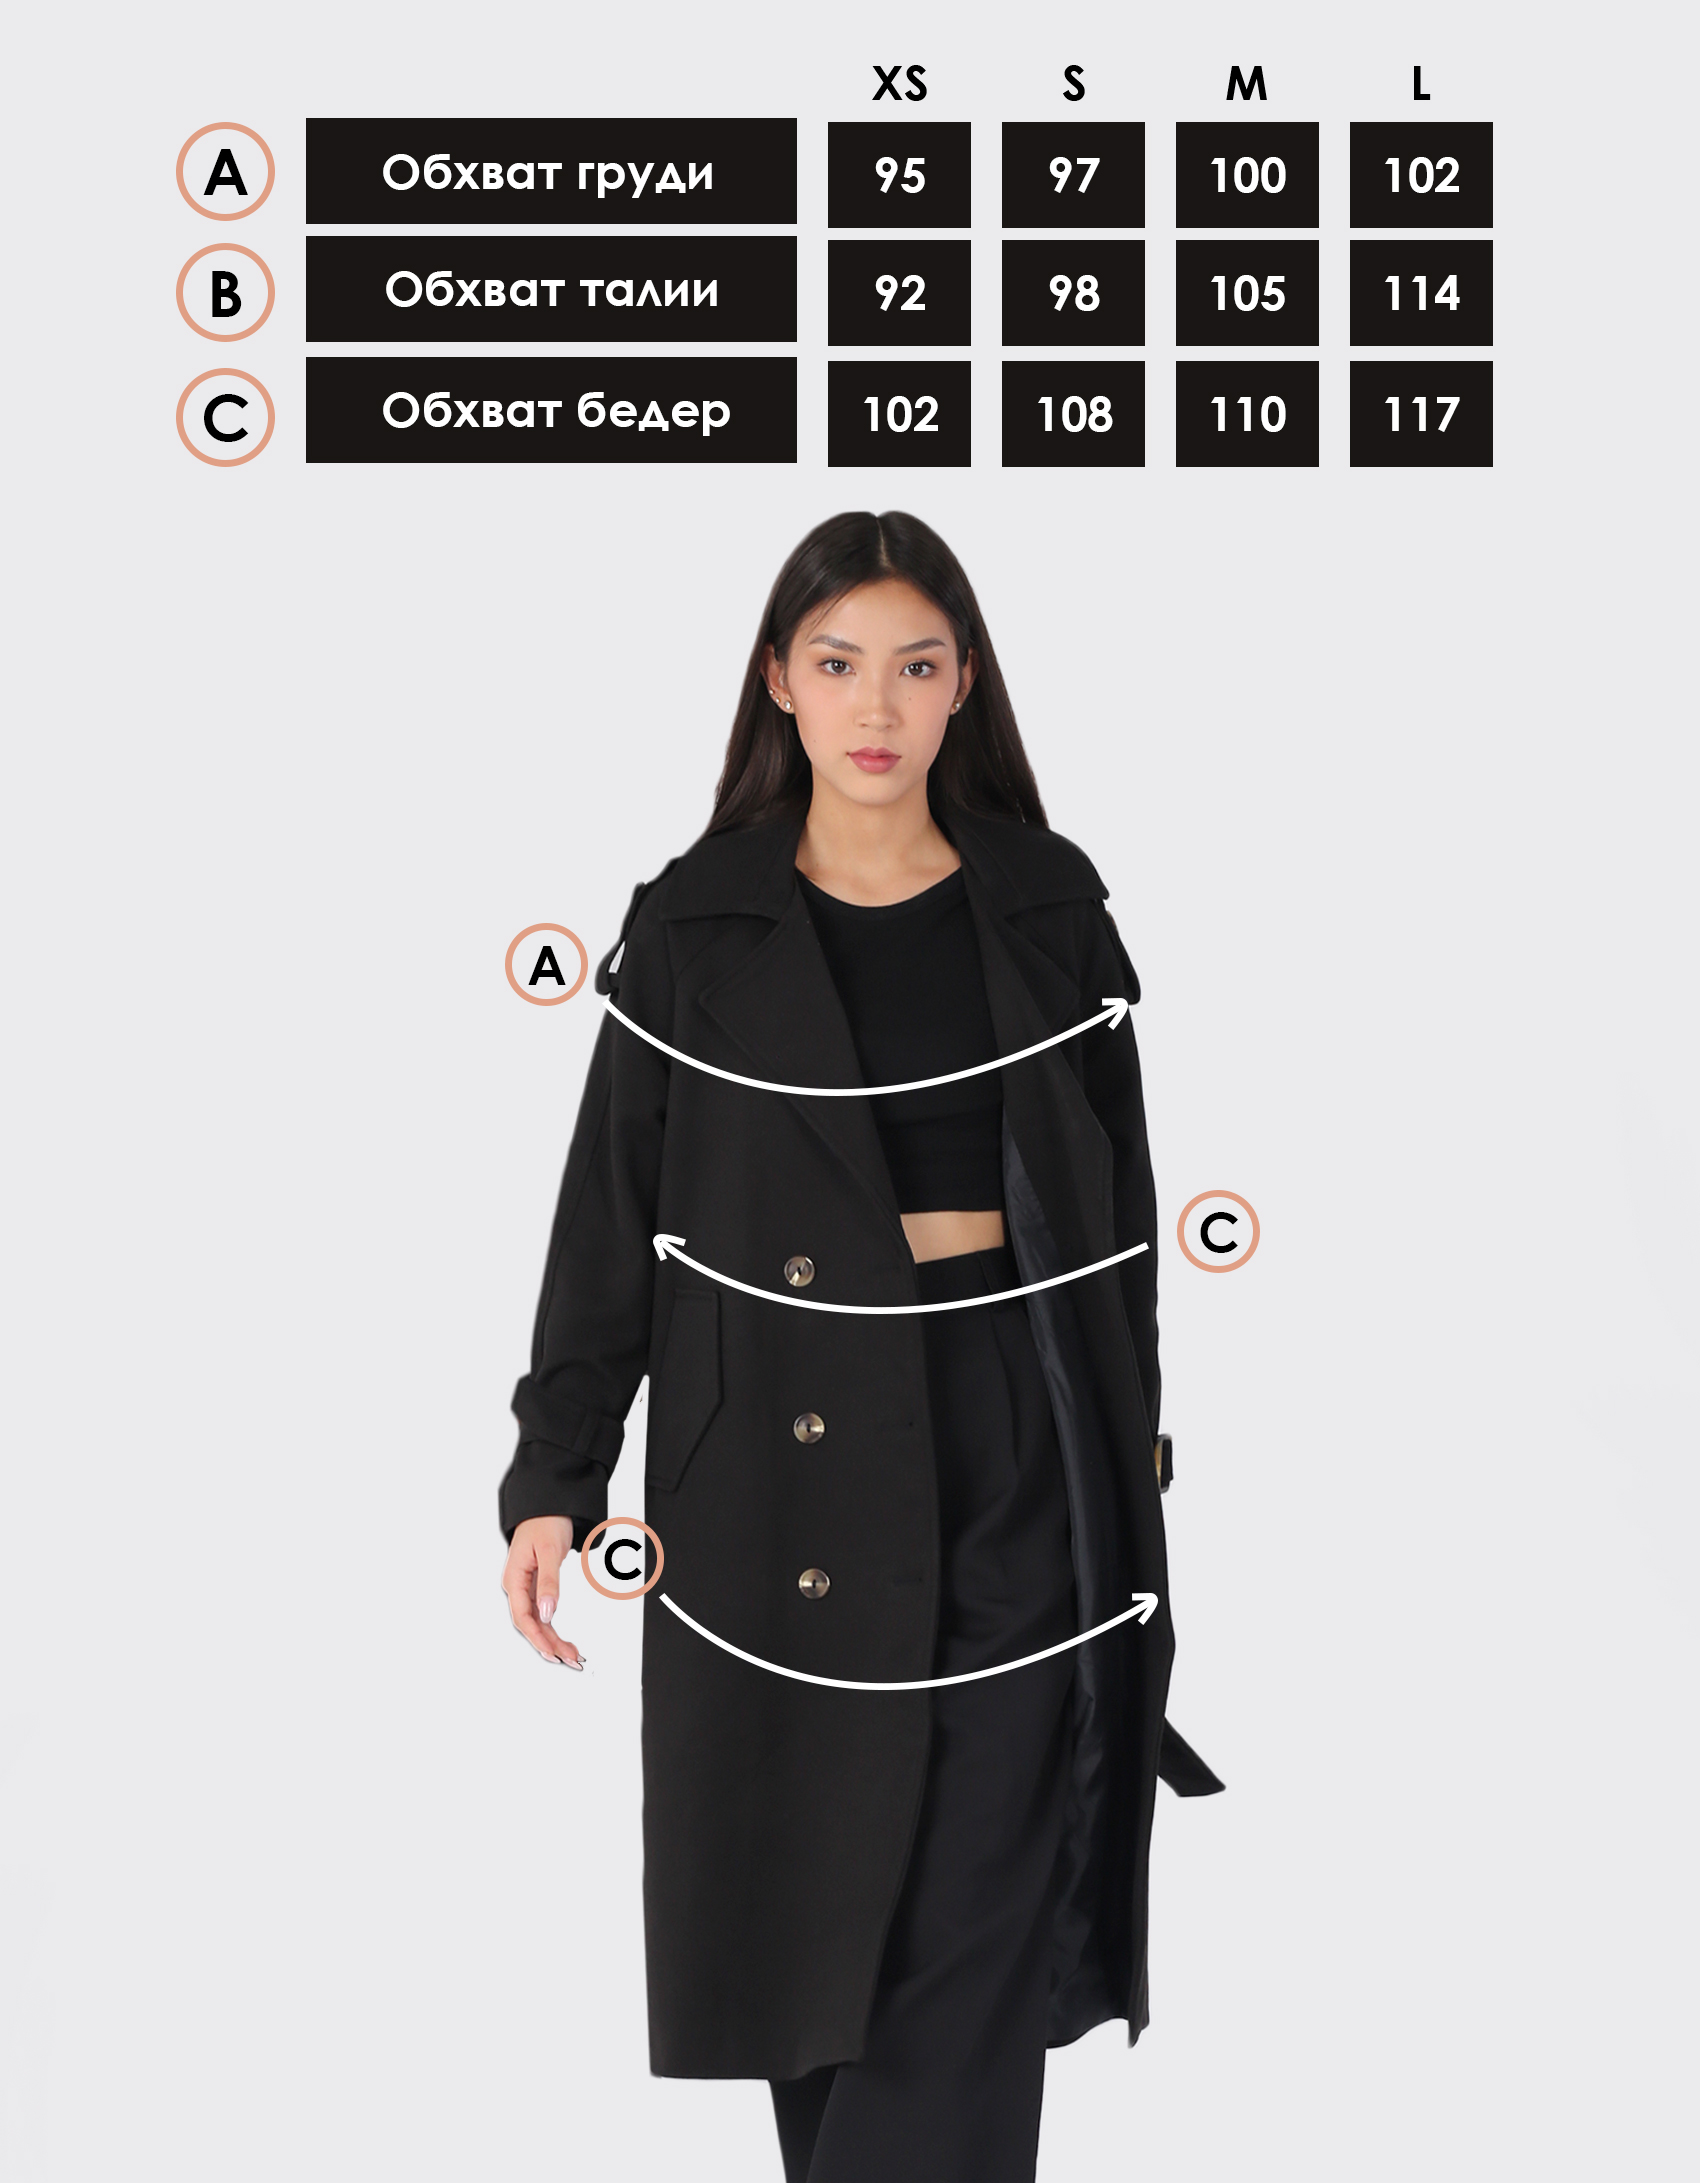 XS S M L
A Обхват груди 95 97 100 102
B Обхват талии 92 98 105 114
C Обхват бедер 102 108 110 117
A
C
C